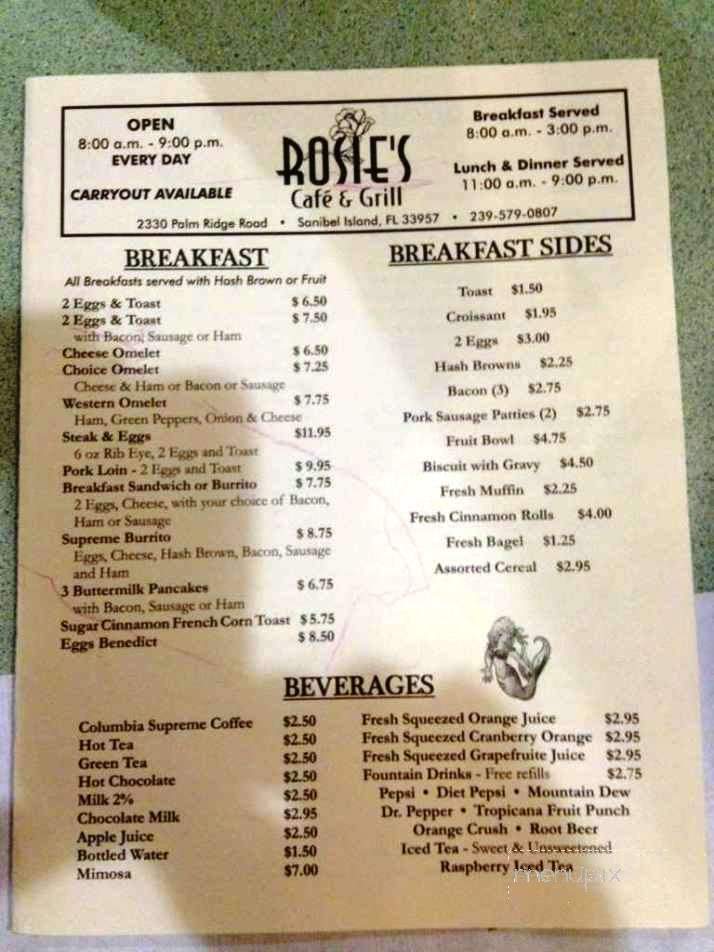 OPEN
8:00 a.m. - 9:00 p.m.
EVERY DAY
CARRYOUT AVAILABLE
ROSIE'S
Café & Grill
Breakfast Served
8:00 a.m. - 3:00 p.m.
Lunch & Dinner Served
11:00 a.m. - 9:00 p.m.
2330 Palm Ridge Road • Sanibel Island, FL 33957 • 239-579-0807
BREAKFAST
All Breakfasts served with Hash Brown or Fruit
2 Eggs & Toast $ 6.50
2 Eggs & Toast $ 7.50
with Bacon, Sausage or Ham
Cheese Omelet $ 6.50
Choice Omelet $ 7.25
Cheese & Ham or Bacon or Sausage
Western Omelet $ 7.75
Ham, Green Peppers, Onion & Cheese
Steak & Eggs $11.95
6 oz Rib Eye, 2 Eggs and Toast
Pork Loin - 2 Eggs and Toast $ 9.95
Breakfast Sandwich or Burrito $ 7.75
2 Eggs, Cheese, with your choice of Bacon,
Ham or Sausage
Supreme Burrito $ 8.75
Eggs, Cheese, Hash Brown, Bacon, Sausage
and Ham
3 Buttermilk Pancakes $ 6.75
with Bacon, Sausage or Ham
Sugar Cinnamon French Corn Toast $ 5.75
Eggs Benedict $ 8.50
BREAKFAST SIDES
Toast $1.50
Croissant $1.95
2 Eggs $3.00
Hash Browns $2.25
Bacon (3) $2.75
Pork Sausage Patties (2) $2.75
Fruit Bowl $4.75
Biscuit with Gravy $4.50
Fresh Muffin $2.25
Fresh Cinnamon Rolls $4.00
Fresh Bagel $1.25
Assorted Cereal $2.95
BEVERAGES
Columbia Supreme Coffee $2.50
Hot Tea $2.50
Green Tea $2.50
Hot Chocolate $2.50
Milk 2% $2.50
Chocolate Milk $2.95
Apple Juice $2.50
Bottled Water $1.50
Mimosa $7.00
Fresh Squeezed Orange Juice $2.95
Fresh Squeezed Cranberry Orange $2.95
Fresh Squeezed Grapefruite Juice $2.95
Fountain Drinks - Free refills $2.75
Pepsi • Diet Pepsi • Mountain Dew
Dr. Pepper • Tropicana Fruit Punch
Orange Crush • Root Beer
Iced Tea - Sweet & Unsweetened
Raspberry Iced Tea
menupix